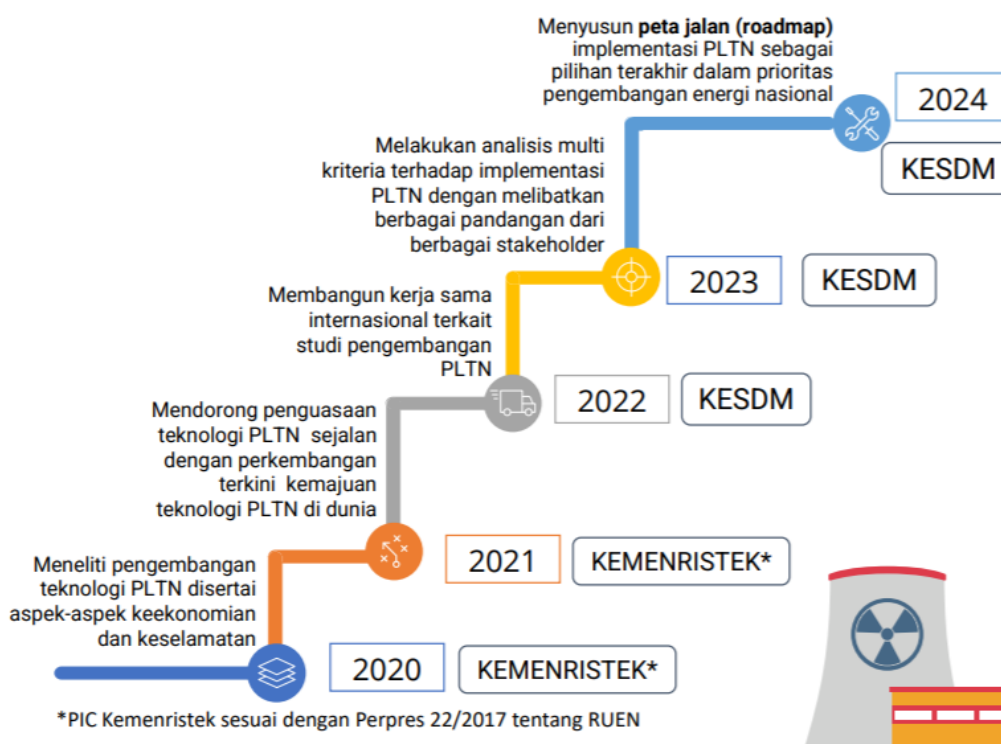 Menyusun peta jalan (roadmap)
implementasi PLTN sebagai
pilihan terakhir dalam prioritas
pengembangan energi nasional
2024
KESDM
Melakukan analisis multi
kriteria terhadap implementasi
PLTN dengan melibatkan
berbagai pandangan dari
berbagai stakeholder
2023
KESDM
Membangun kerja sama
internasional terkait
studi pengembangan
PLTN
2022
KESDM
Mendorong penguasaan
teknologi PLTN sejalan
dengan perkembangan
terkini kemajuan
teknologi PLTN di dunia
2021
KEMENRISTEK*
Meneliti pengembangan
teknologi PLTN disertai
aspek-aspek keekonomian
dan keselamatan
2020
KEMENRISTEK*
*PIC Kemenristek sesuai dengan Perpres 22/2017 tentang RUEN